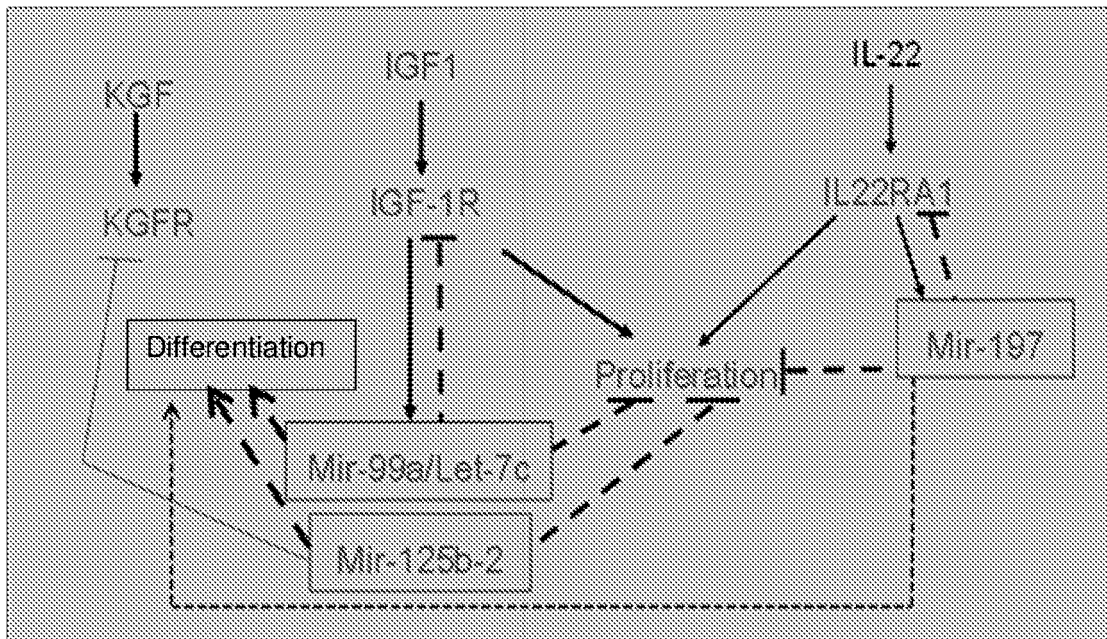 KGF
IGF1
IL-22
KGFR
IGF-1R
IL22RA1
Differentiation
Proliferation
Mir-197
Mir-99a/Let-7c
Mir-125b-2